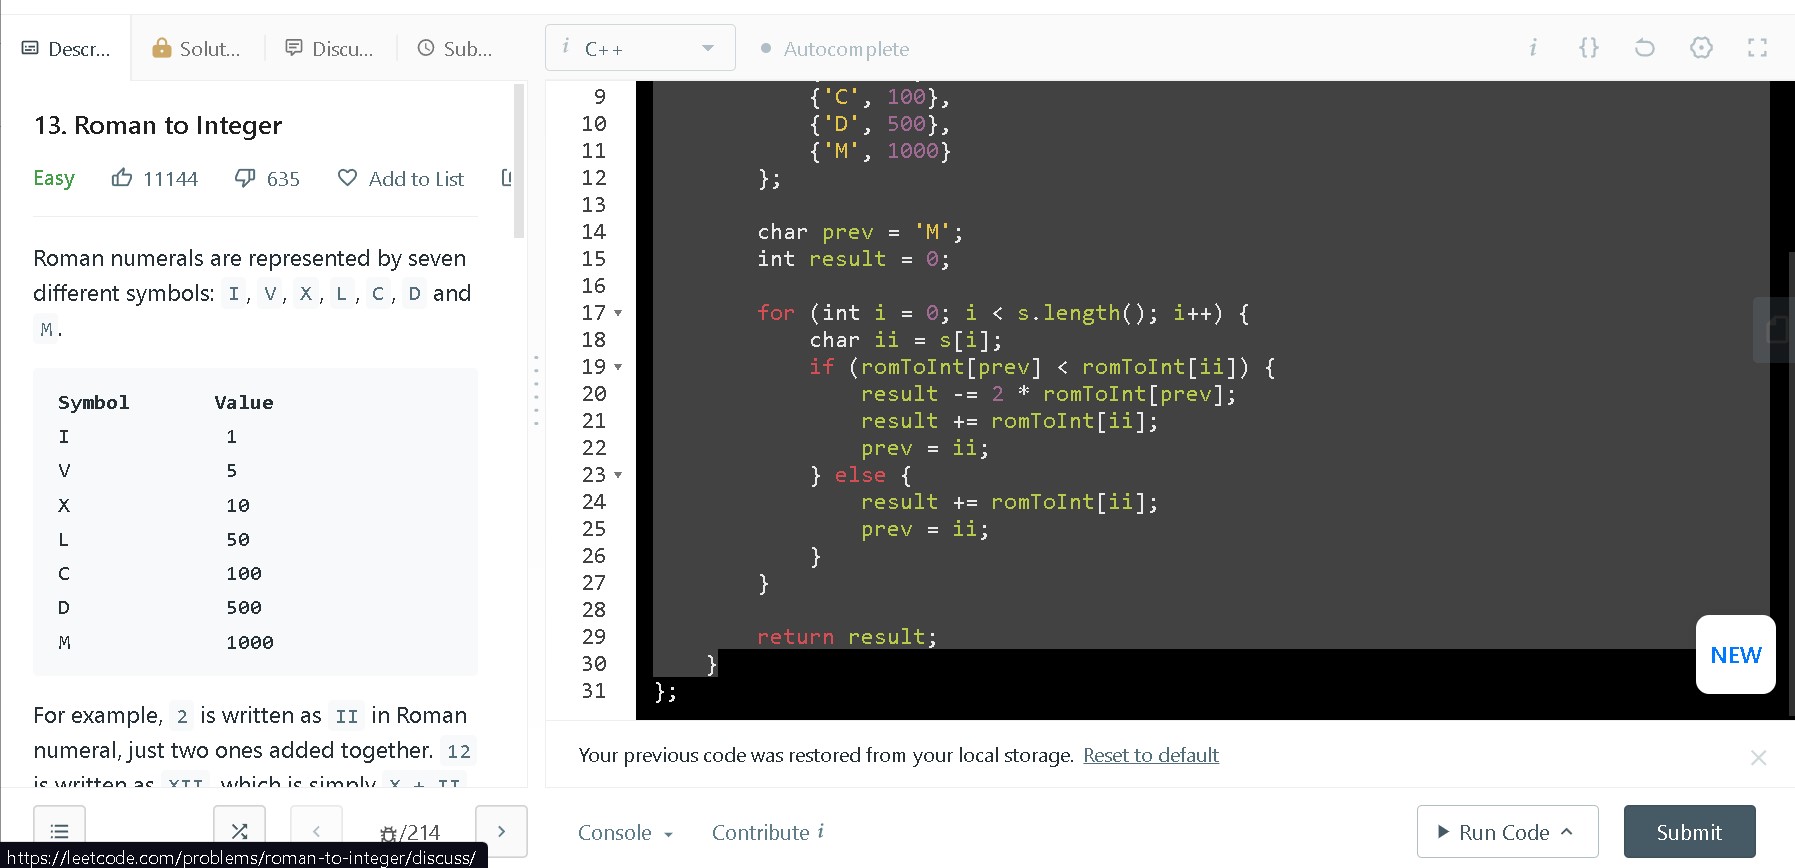 Descr...
Solut...
Discu...
Sub...
i C++
Autocomplete
i {}
13. Roman to Integer
Easy 11144 635 Add to List
Roman numerals are represented by seven
different symbols: I, V, X, L, C, D and
M.
Symbol Value
I 1
V 5
X 10
L 50
C 100
D 500
M 1000
For example, 2 is written as II in Roman
numeral, just two ones added together. 12
is written as XII, which is simply X + II
9 {'C', 100},
10 {'D', 500},
11 {'M', 1000}
12 };
13
14 char prev = 'M';
15 int result = 0;
16
17 for (int i = 0; i < s.length(); i++) {
18 char ii = s[i];
19 if (romToInt[prev] < romToInt[ii]) {
20 result -= 2 * romToInt[prev];
21 result += romToInt[ii];
22 prev = ii;
23 } else {
24 result += romToInt[ii];
25 prev = ii;
26 }
27 }
28
29 return result;
30 }
31 };
NEW
Your previous code was restored from your local storage. Reset to default
/214
Console
Contribute i
Run Code
Submit
https://leetcode.com/problems/roman-to-integer/discuss/